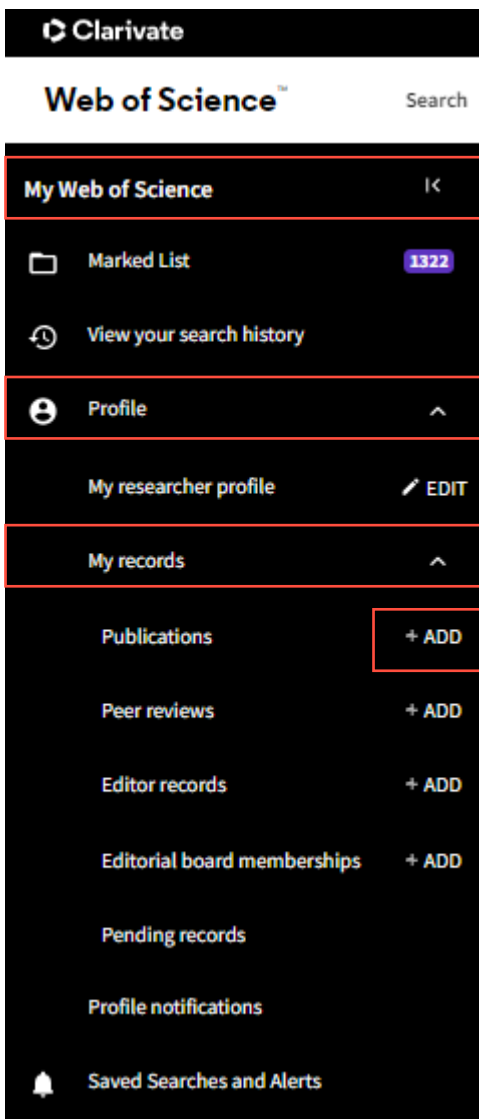 Clarivate
Web of Science™ Search
My Web of Science
Marked List 1322
View your search history
Profile
My researcher profile EDIT
My records
Publications + ADD
Peer reviews + ADD
Editor records + ADD
Editorial board memberships + ADD
Pending records
Profile notifications
Saved Searches and Alerts